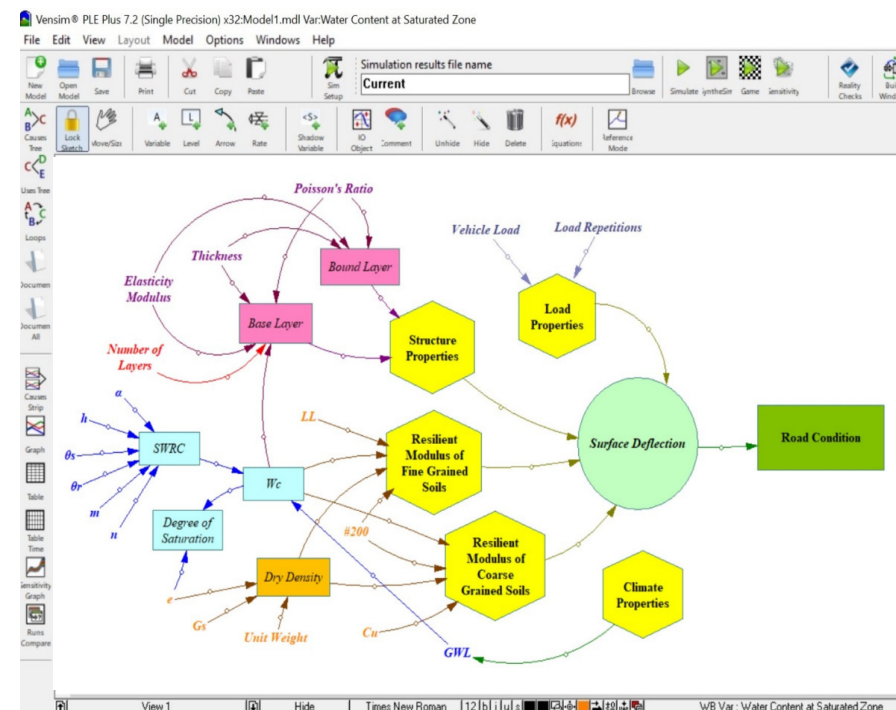 Vensim® PLE Plus 7.2 (Single Precision) x32:Model1.mdl Var:Water Content at Saturated Zone
File Edit View Layout Model Options Windows Help
Simulation results file name
Current
New Model
Open Model
Save
Print
Cut
Copy
Paste
Sim Setup
Browse
Simulate
SyntheSim
Game
Sensitivity
Reality Checks
Causes Tree
Lock Sketch
Move/Size
Variable
Level
Arrow
Rate
Shadow Variable
IO Object
Comment
Unhide
Hide
Delete
f(x)
Equations
Reference Mode
Uses Tree
Loops
Document
Document All
Causes Strip
Graph
Table
Table Time
Sensitivity Graph
Runs Compare
Poisson's Ratio
Vehicle Load
Load Repetitions
Thickness
Bound Layer
Elasticity
Modulus
Load
Properties
Base Layer
Structure
Properties
Number of
Layers
α
LL
h
SWRC
Resilient
Modulus of
Fine Grained
Soils
Surface Deflection
Road Condition
θs
θr
Wc
m
n
Degree of
Saturation
#200
Resilient
Modulus of
Coarse
Grained Soils
Dry Density
Climate
Properties
e
Gs
Unit Weight
Cu
GWL
View 1
Hide
Times New Roman
12 b i u s
WB Var : Water Content at Saturated Zone